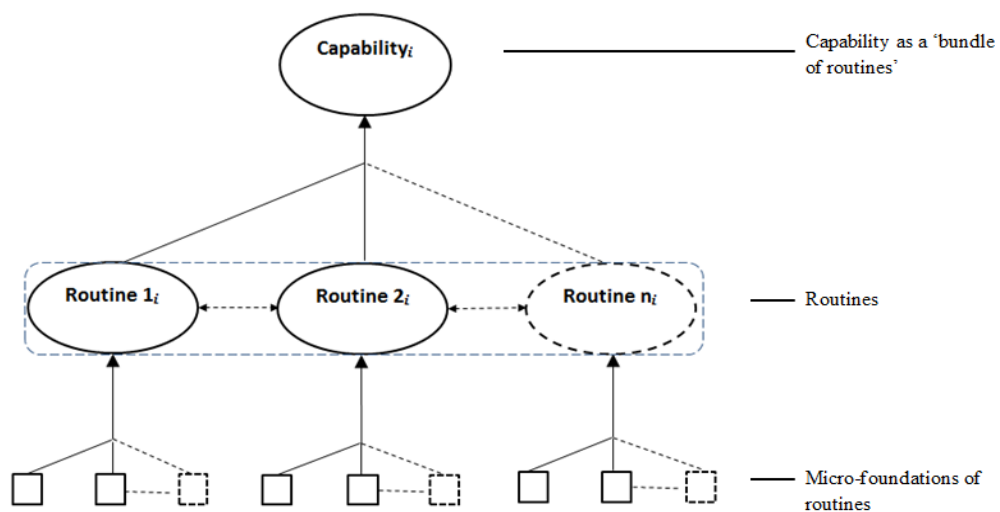 Capabilityᵢ
Capability as a ‘bundle
of routines’
Routine 1ᵢ
Routine 2ᵢ
Routine nᵢ
Routines
Micro-foundations of
routines